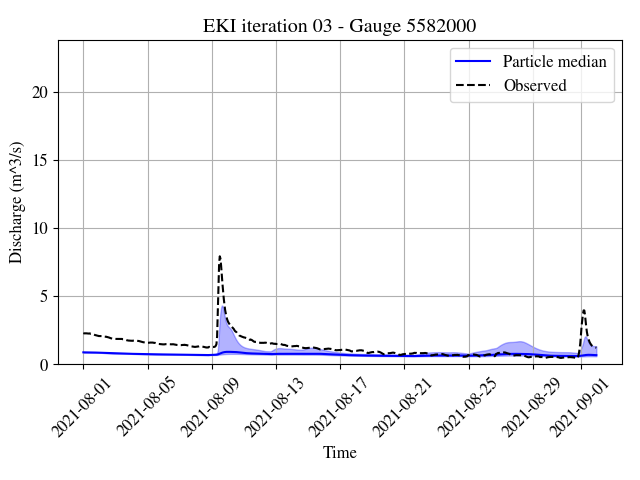 EKI iteration 03 - Gauge 5582000
Particle median
Observed
Discharge (m^3/s)
20
15
10
5
0
2021-08-01
2021-08-05
2021-08-09
2021-08-13
2021-08-17
2021-08-21
2021-08-25
2021-08-29
2021-09-01
Time